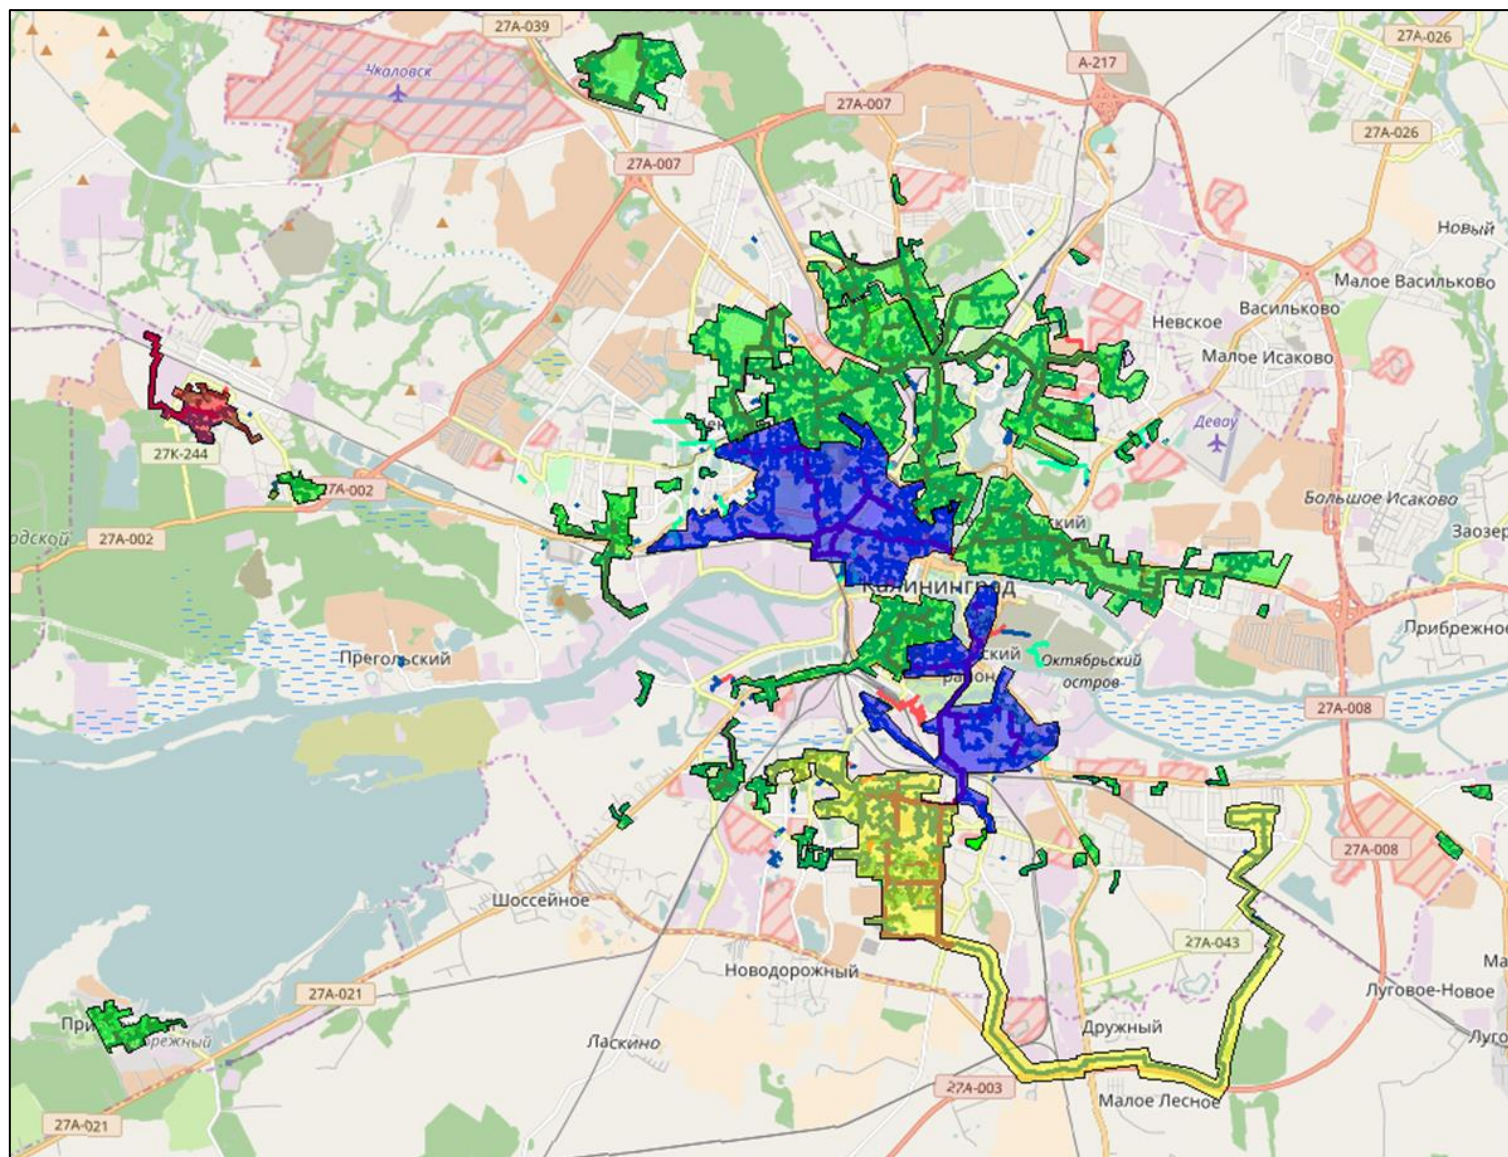 27А-039
27А-026
А-217
Чкаловск
27А-007
27А-026
27А-007
Новый
Малое Васильково
Васильково
Невское
Малое Исаково
Девау
27К-244
27А-002
Большое Исаково
27А-002
Калининград
Прибрежное
Прегольский
район
Октябрьский
остров
27А-008
27А-008
Шоссейное
27А-043
Новодорожный
27А-021
Луговое-Новое
Дружный
Ласкино
27А-003
Малое Лесное
27А-021